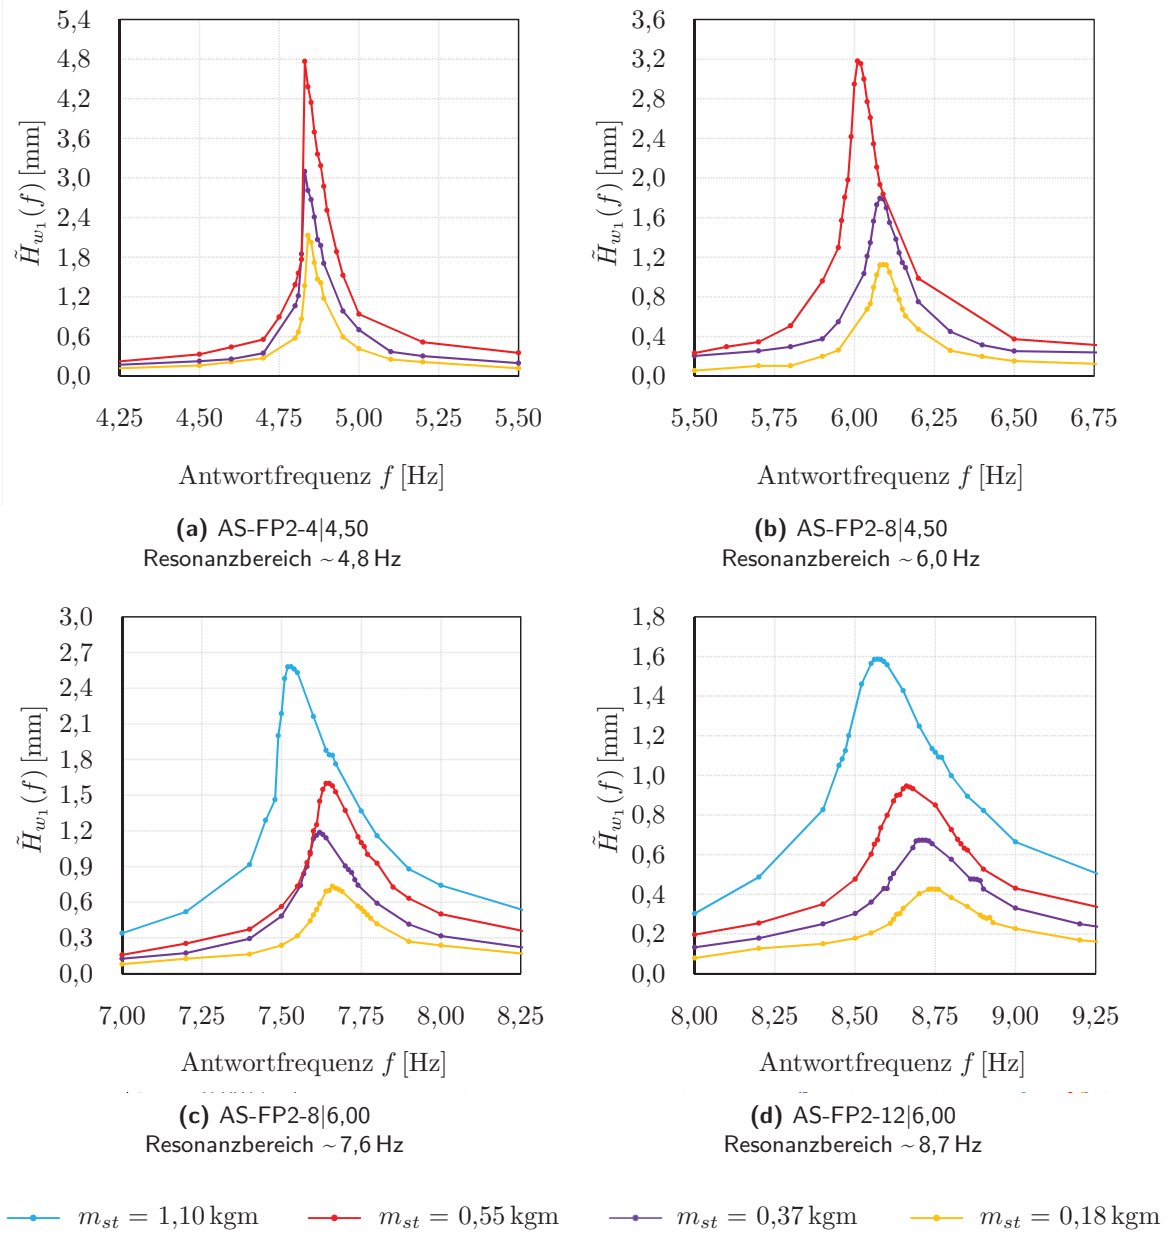 5,4
4,8
4,2
3,6
3,0
2,4
1,8
1,2
0,6
0,0
H̃w₁(f) [mm]
4,25 4,50 4,75 5,00 5,25 5,50
Antwortfrequenz f [Hz]
(a) AS-FP2-4|4,50
Resonanzbereich ~4,8 Hz
3,6
3,2
2,8
2,4
2,0
1,6
1,2
0,8
0,4
0,0
H̃w₁(f) [mm]
5,50 5,75 6,00 6,25 6,50 6,75
Antwortfrequenz f [Hz]
(b) AS-FP2-8|4,50
Resonanzbereich ~6,0 Hz
3,0
2,7
2,4
2,1
1,8
1,5
1,2
0,9
0,6
0,3
0,0
H̃w₁(f) [mm]
7,00 7,25 7,50 7,75 8,00 8,25
Antwortfrequenz f [Hz]
(c) AS-FP2-8|6,00
Resonanzbereich ~7,6 Hz
1,8
1,6
1,4
1,2
1,0
0,8
0,6
0,4
0,2
0,0
H̃w₁(f) [mm]
8,00 8,25 8,50 8,75 9,00 9,25
Antwortfrequenz f [Hz]
(d) AS-FP2-12|6,00
Resonanzbereich ~8,7 Hz
mst = 1,10 kgm mst = 0,55 kgm mst = 0,37 kgm mst = 0,18 kgm